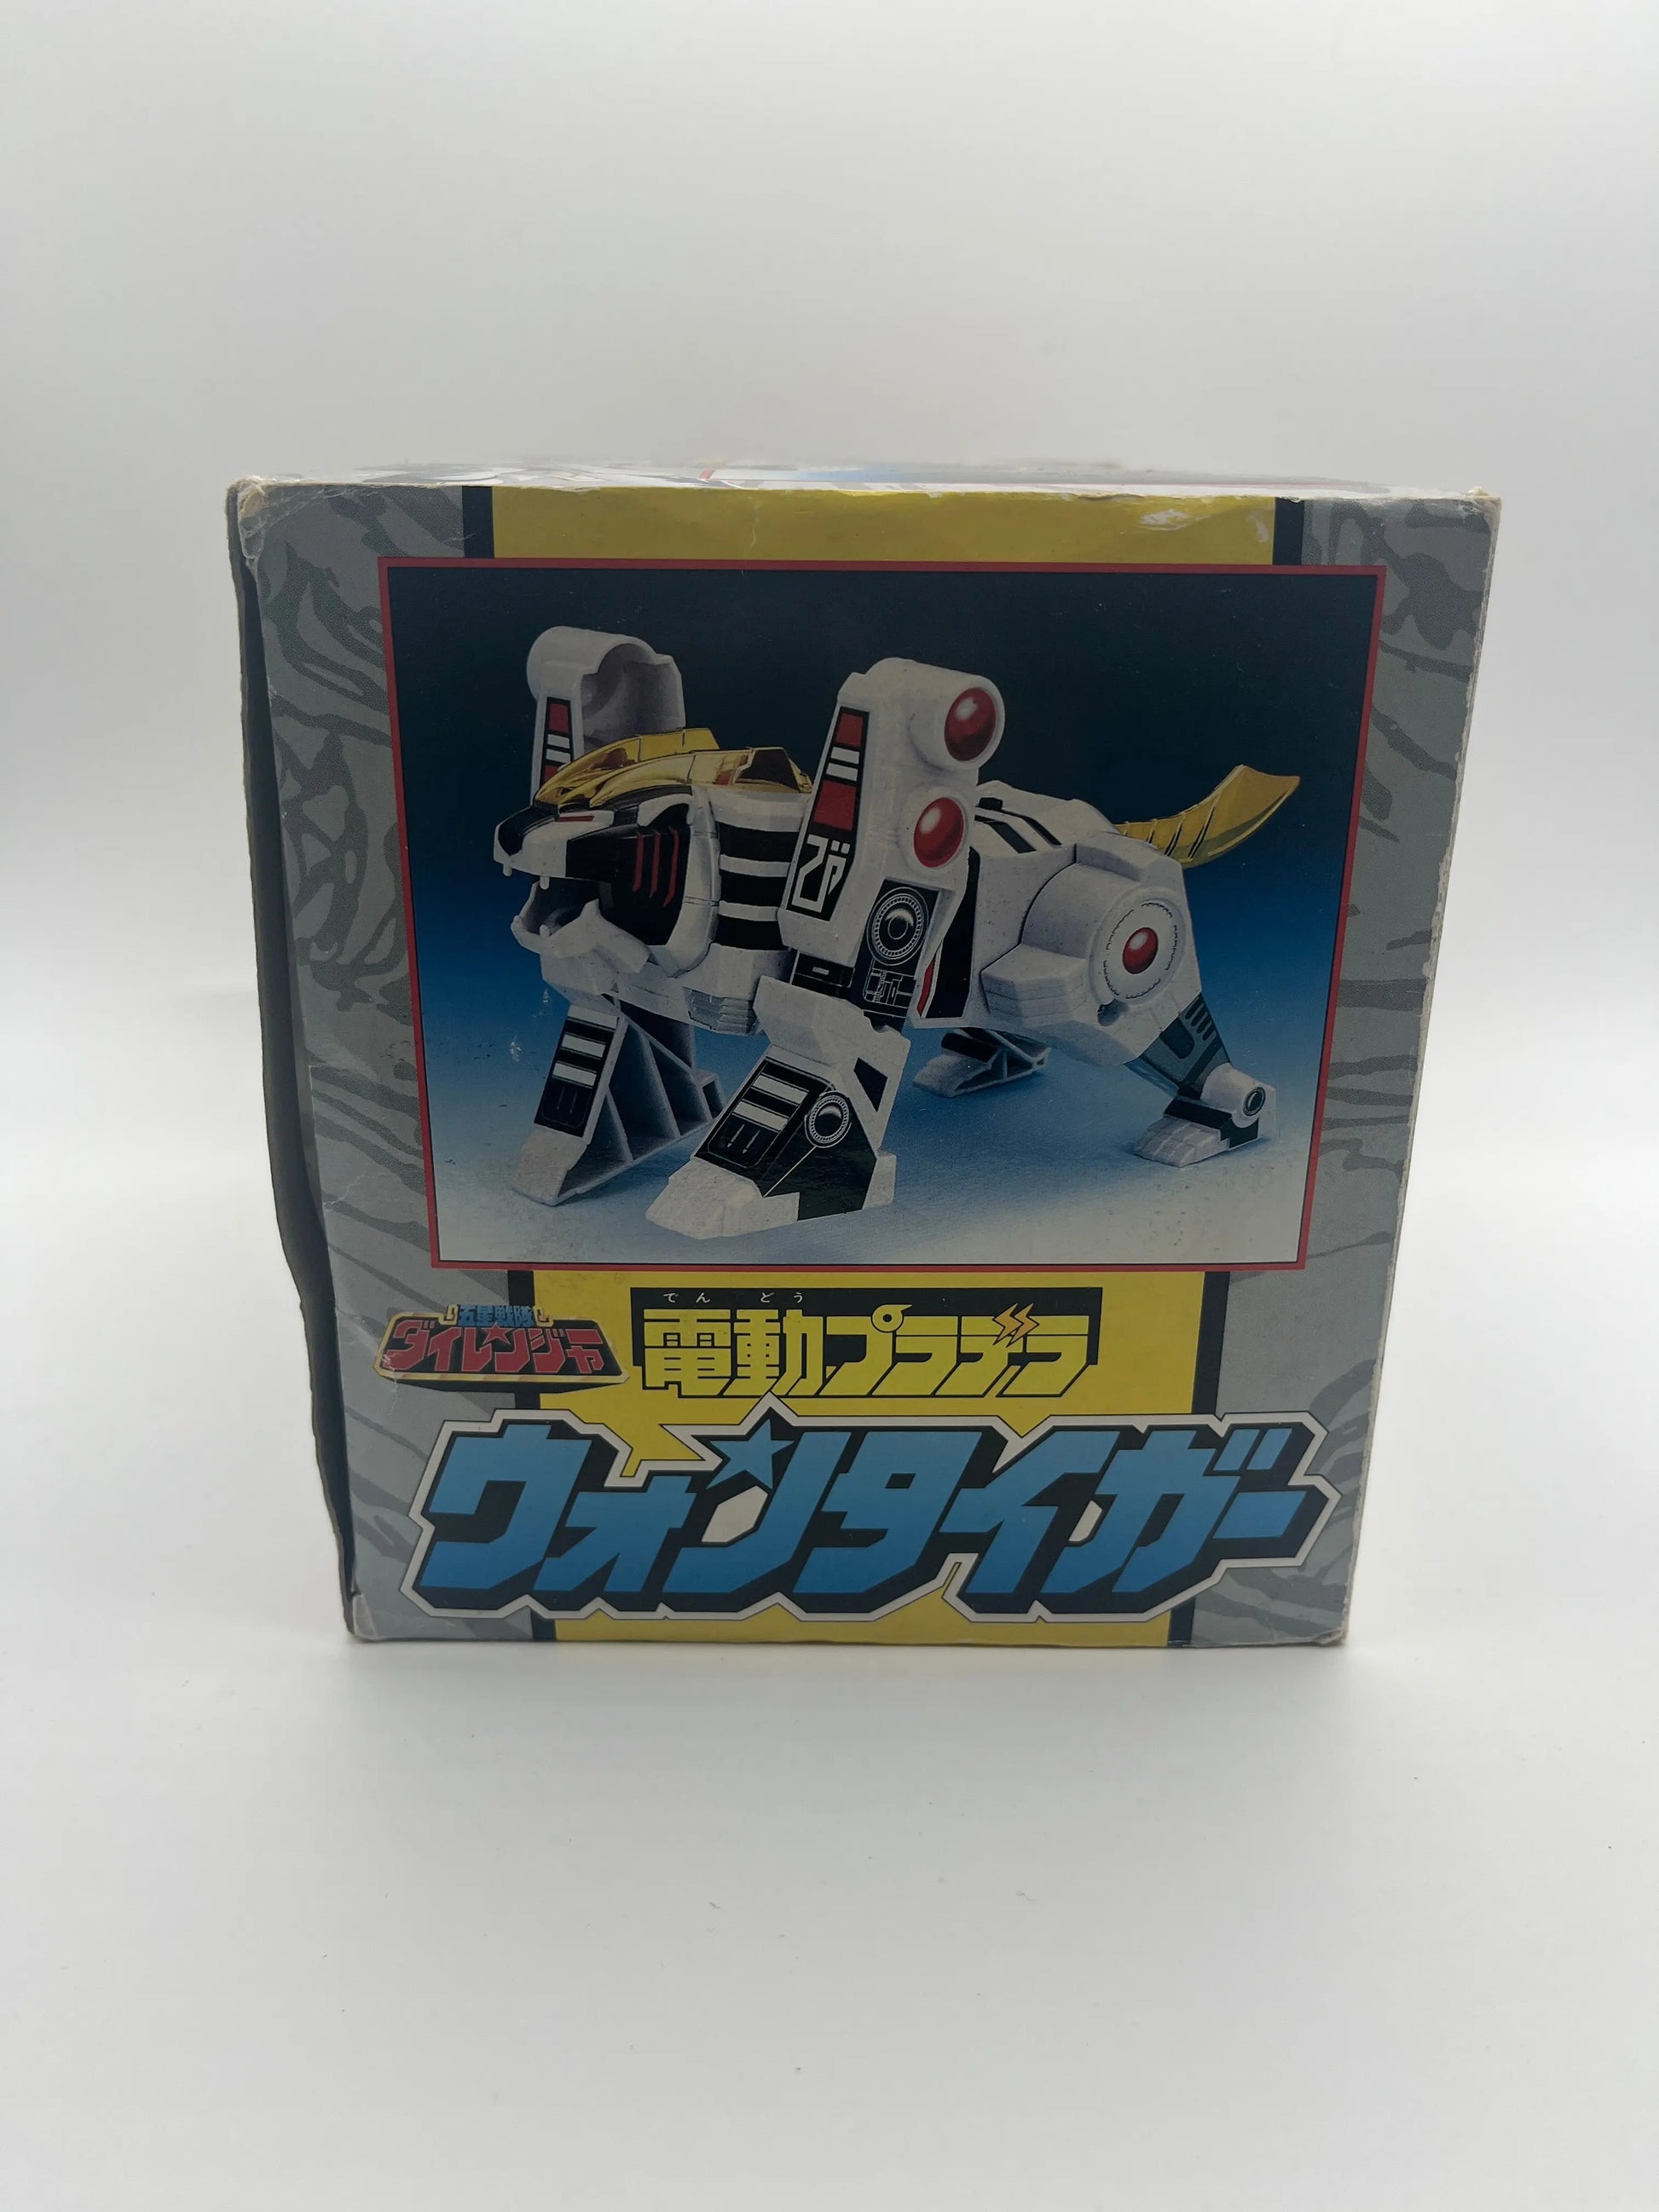 五星戦隊
ダイレンジャー
でんどう
電動プラデラ
ウォンタイガー